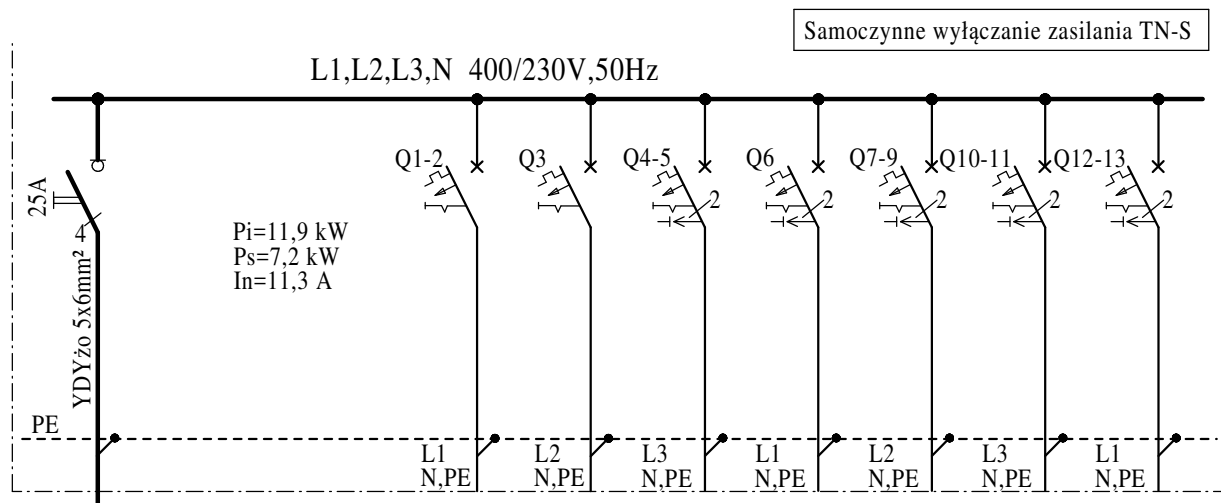 Samoczynne wyłączanie zasilania TN-S
L1,L2,L3,N 400/230V,50Hz
Q1-2
Q3
Q4-5
Q6
Q7-9
Q10-11
Q12-13
25A
2
2
2
2
2
4
Pi=11,9 kW
Ps=7,2 kW
In=11,3 A
YDYżo 5x6mm²
PE
L1
N,PE
L2
N,PE
L3
N,PE
L1
N,PE
L2
N,PE
L3
N,PE
L1
N,PE